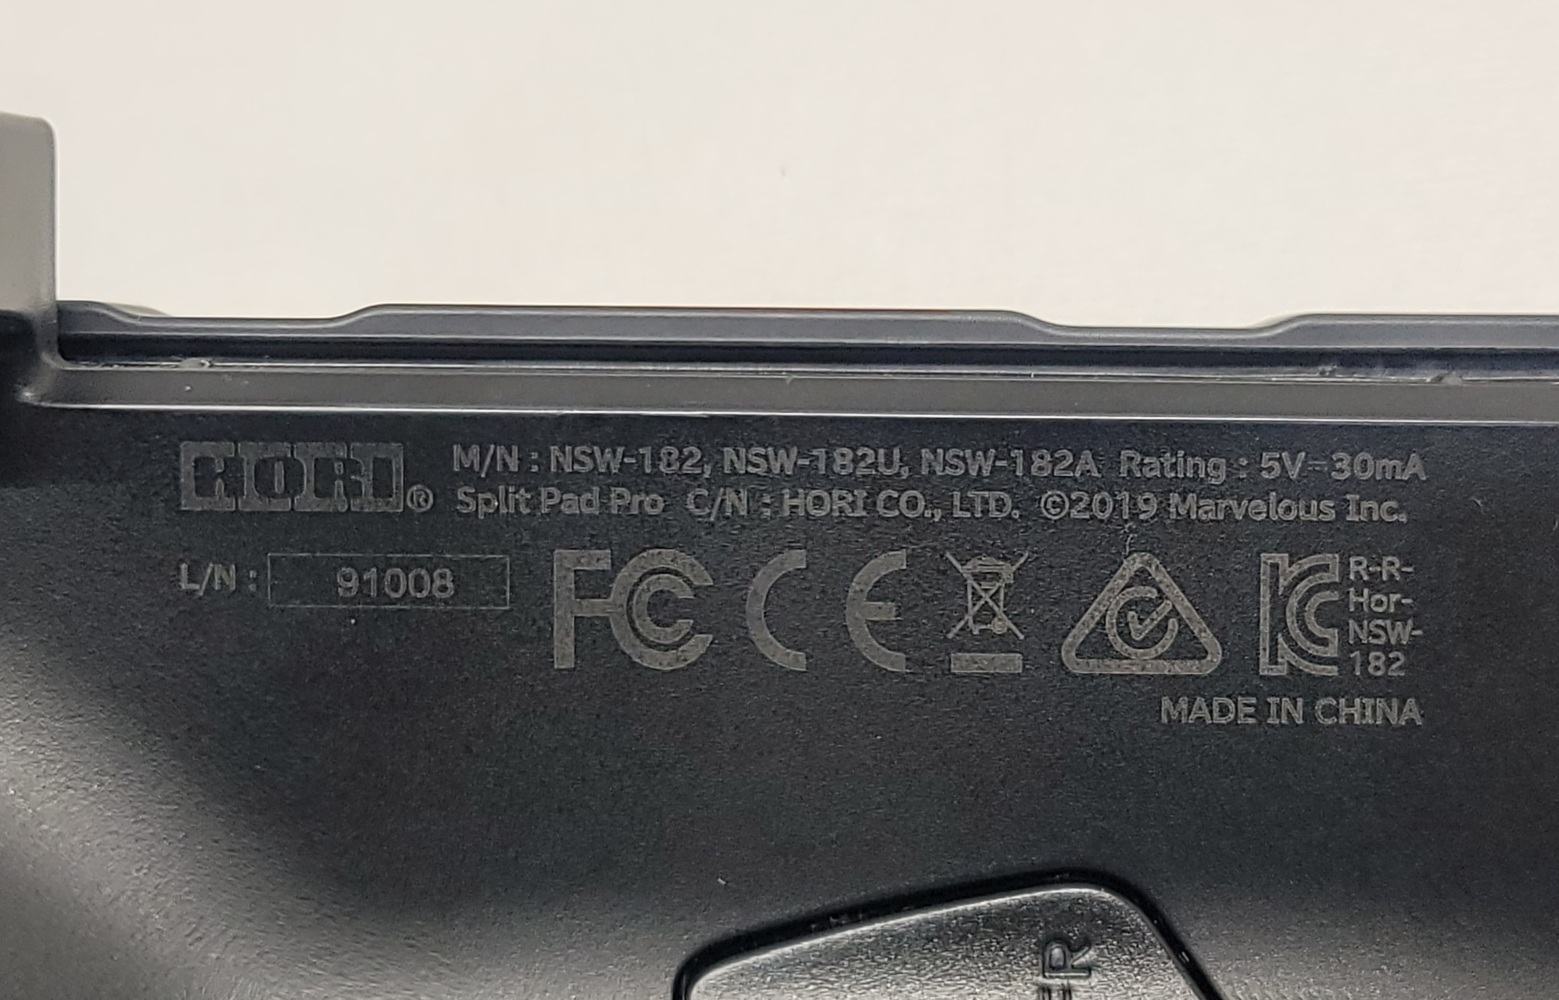 HORI® M/N : NSW-182, NSW-182U, NSW-182A Rating : 5V 30mA
Split Pad Pro C/N : HORI CO., LTD. ©2019 Marvelous Inc.
L/N : 91008
FC CE
R-R-
Hor-
NSW-
182
MADE IN CHINA
ER